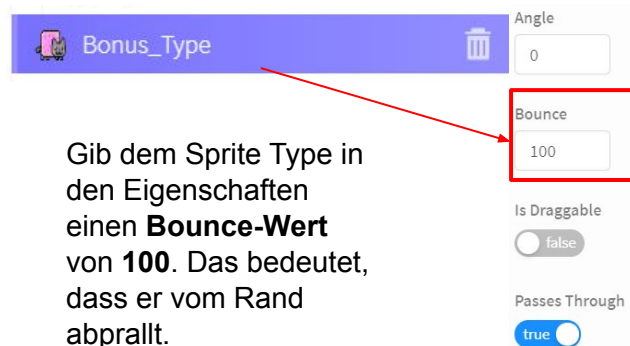 Bonus_Type
Gib dem Sprite Type in
den Eigenschaften
einen Bounce-Wert
von 100. Das bedeutet,
dass er vom Rand
abprallt.
Angle
0
Bounce
100
Is Draggable
false
Passes Through
true